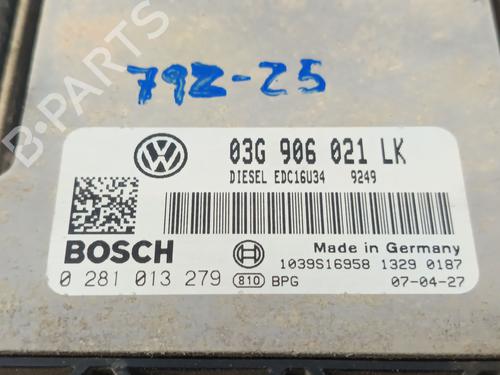 79Z-Z5
03G 906 021 LK
DIESEL EDC16U34 9249
BOSCH
Made in Germany
0 281 013 279
810
BPG
1039S16958 1329 0187
07-04-27
B-PARTS